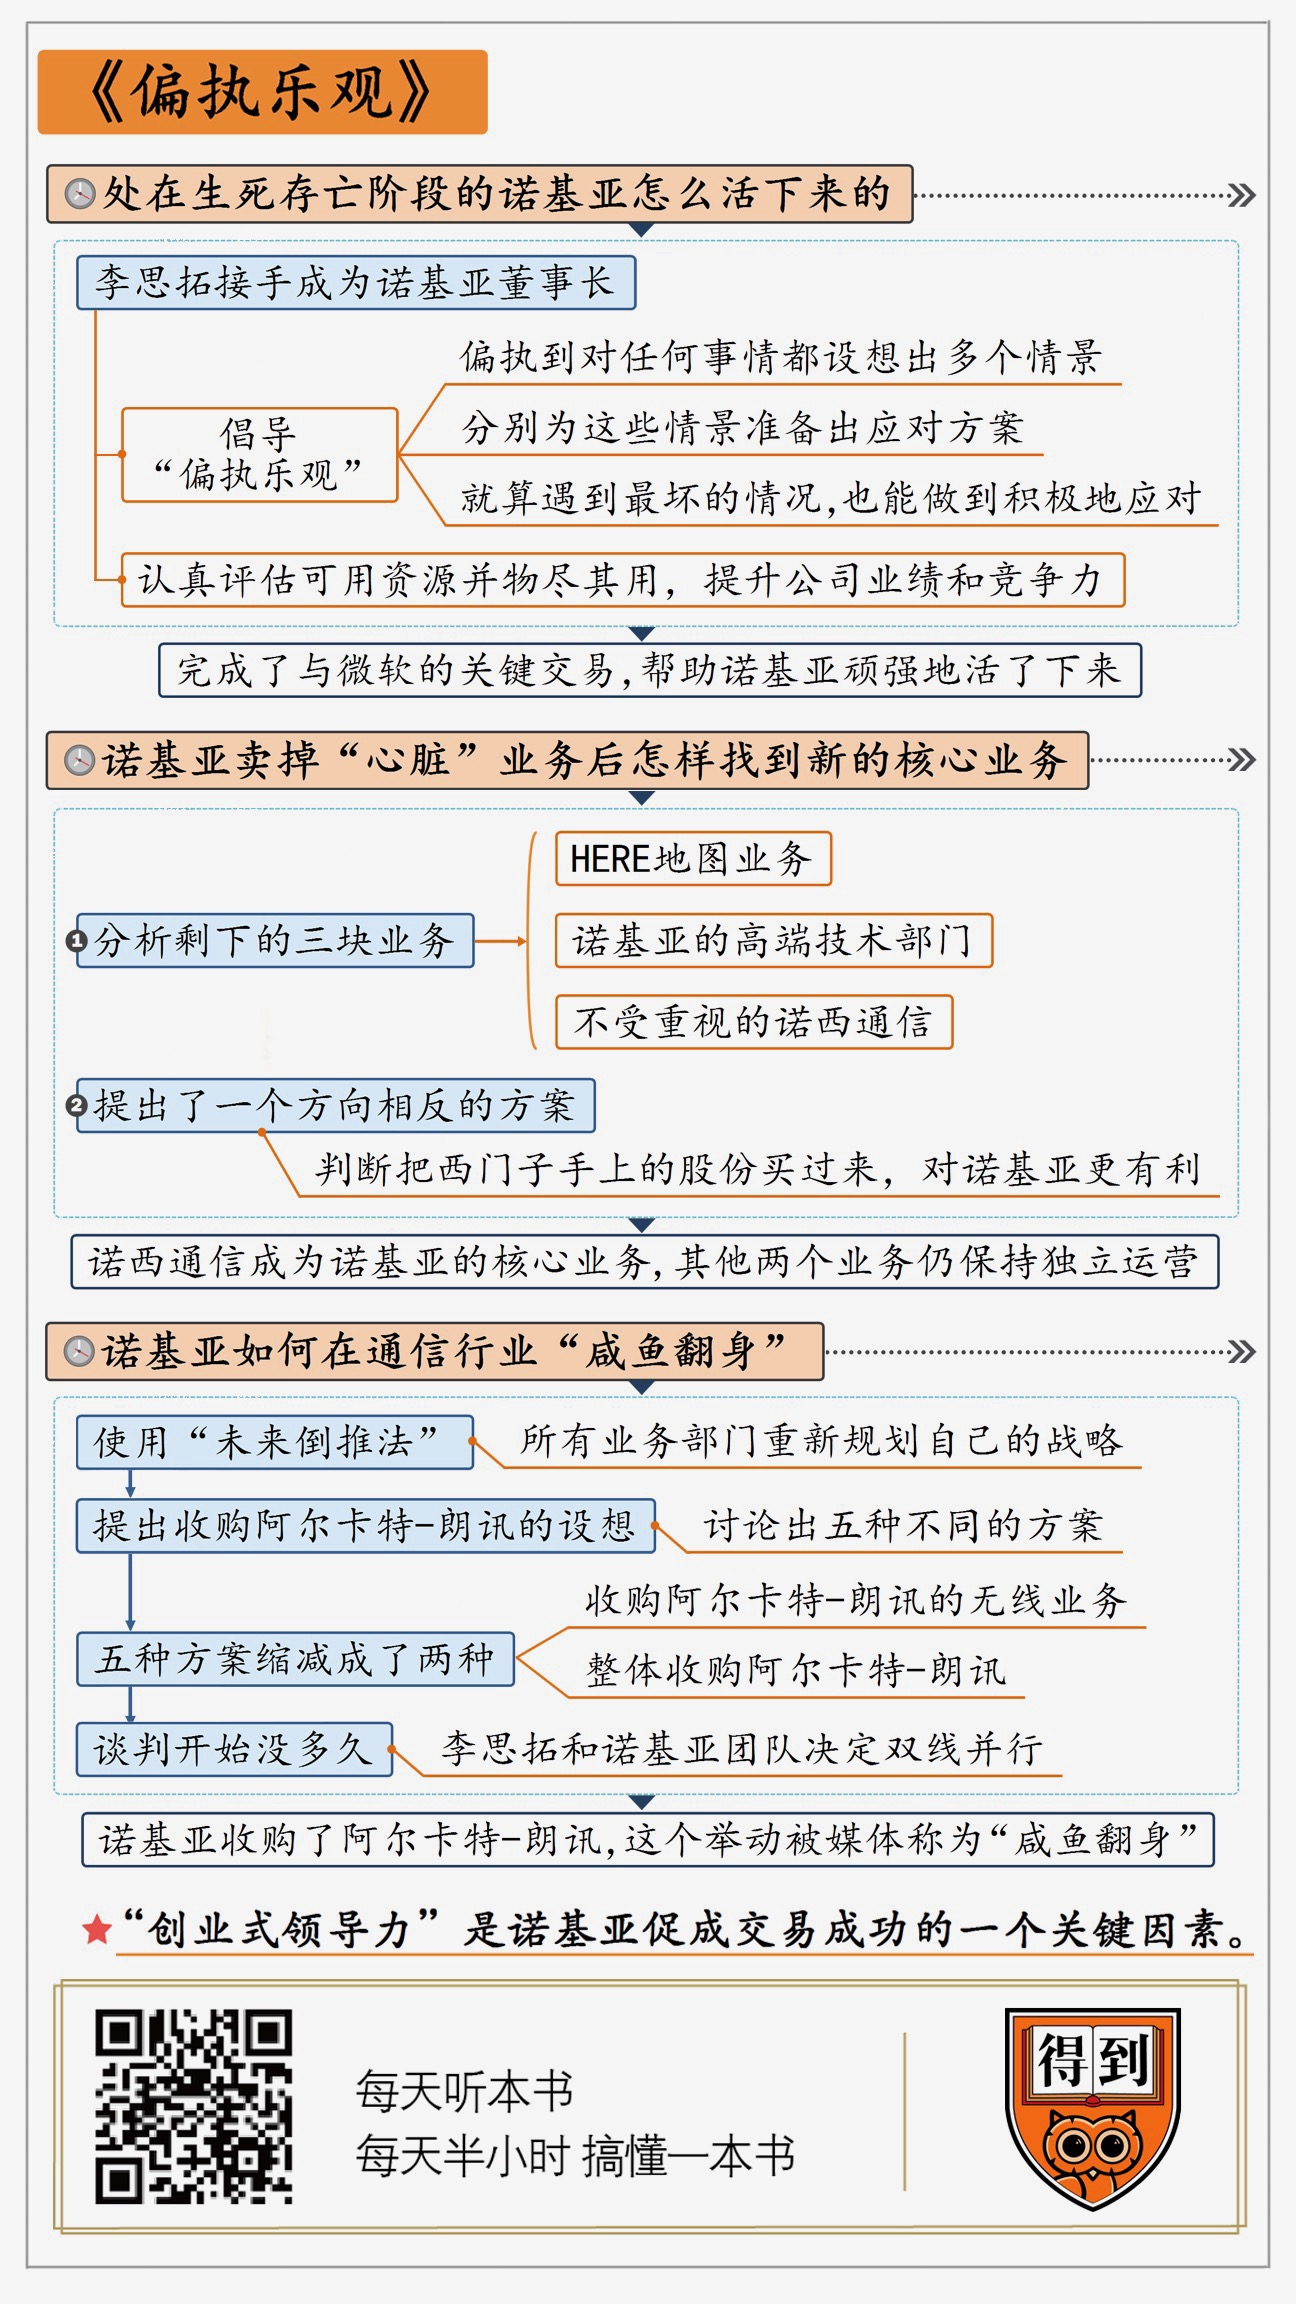 《偏执乐观》
处在生死存亡阶段的诺基亚怎么活下来的
李思拓接手成为诺基亚董事长
偏执到对任何事情都设想出多个情景
倡导
“偏执乐观”
分别为这些情景准备出应对方案
就算遇到最坏的情况,也能做到积极地应对
认真评估可用资源并物尽其用，提升公司业绩和竞争力
完成了与微软的关键交易,帮助诺基亚顽强地活了下来
诺基亚卖掉“心脏”业务后怎样找到新的核心业务
1 分析剩下的三块业务
HERE地图业务
诺基亚的高端技术部门
不受重视的诺西通信
2 提出了一个方向相反的方案
判断把西门子手上的股份买过来，对诺基亚更有利
诺西通信成为诺基亚的核心业务,其他两个业务仍保持独立运营
诺基亚如何在通信行业“咸鱼翻身”
使用“未来倒推法”
所有业务部门重新规划自己的战略
提出收购阿尔卡特-朗讯的设想
讨论出五种不同的方案
五种方案缩减成了两种
收购阿尔卡特-朗讯的无线业务
整体收购阿尔卡特-朗讯
谈判开始没多久
李思拓和诺基亚团队决定双线并行
诺基亚收购了阿尔卡特-朗讯,这个举动被媒体称为“咸鱼翻身”
“创业式领导力”是诺基亚促成交易成功的一个关键因素。
每天听本书
每天半小时 搞懂一本书
得到